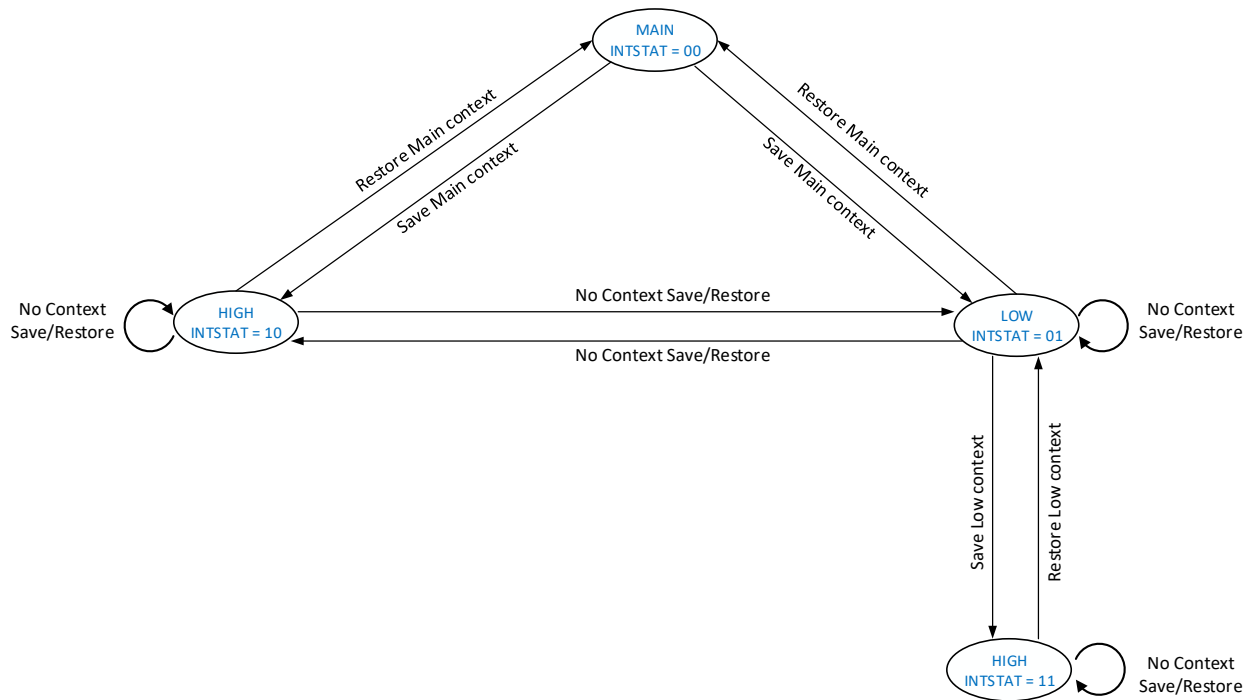 MAIN
INTSTAT = 00
Restore Main context
Save Main context
Restore Main context
Save Main context
No Context
Save/Restore
HIGH
INTSTAT = 10
No Context Save/Restore
No Context Save/Restore
LOW
INTSTAT = 01
No Context
Save/Restore
Save Low context
Restore Low context
HIGH
INTSTAT = 11
No Context
Save/Restore